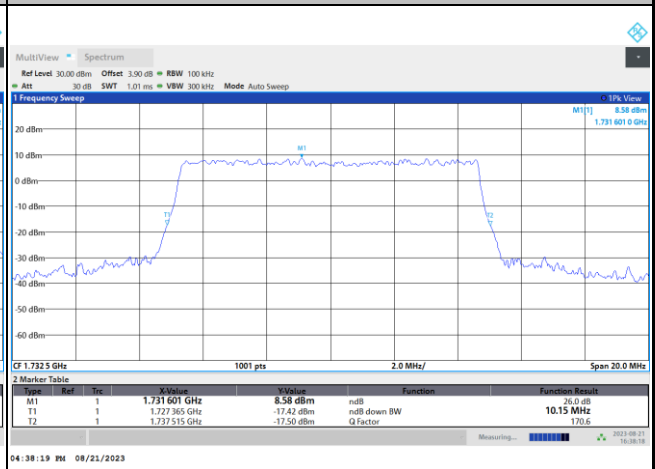 MultiView Spectrum
Ref Level 30.00 dBm Offset 3.90 dB RBW 100 kHz
Att 30 dB SWT 1.01 ms VBW 300 kHz Mode Auto Sweep
1 Frequency Sweep 1Pk View
M1[1] 8.58 dBm
1.731 601 0 GHz
20 dBm
M1
10 dBm
0 dBm
-10 dBm
T1 T2
-20 dBm
-30 dBm
-40 dBm
-50 dBm
-60 dBm
CF 1.732 5 GHz 1001 pts 2.0 MHz/ Span 20.0 MHz
2 Marker Table
Type Ref Trc X-Value Y-Value Function Function Result
M1 1 1.731 601 GHz 8.58 dBm ndB 26.0 dB
T1 1 1.727 365 GHz -17.42 dBm ndB down BW 10.15 MHz
T2 1 1.737 515 GHz -17.50 dBm Q Factor 170.6
Measuring... 2023-08-21
16:38:18
04:38:19 PM 08/21/2023